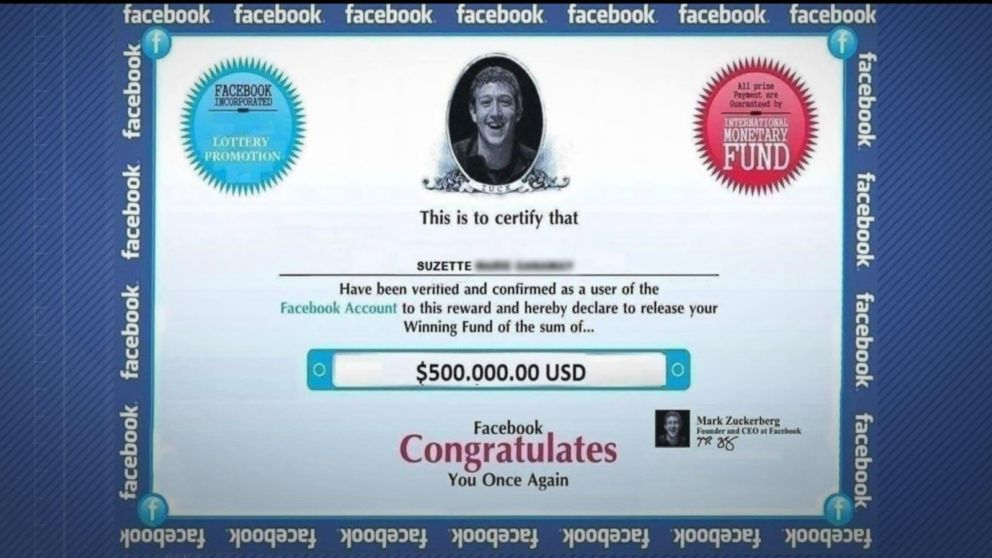 facebook. facebook. facebook. facebook. facebook. facebook. facebook
f
f
FACEBOOK
INCORPORATED
LOTTERY
PROMOTION
ZUCK
All prize
Payment are
Guaranteed by
INTERNATIONAL
MONETARY
FUND
This is to certify that
SUZETTE
Have been verified and confirmed as a user of the
Facebook Account to this reward and hereby declare to release your
Winning Fund of the sum of...
$500.000.00 USD
Mark Zuckerberg
Founder and CEO at Facebook
Facebook
Congratulates
You Once Again
facebook.
facebook.
facebook.
facebook.
facebook.
facebook.
facebook.
facebook.
f
f
facebook. facebook. facebook. facebook. facebook. facebook. facebook